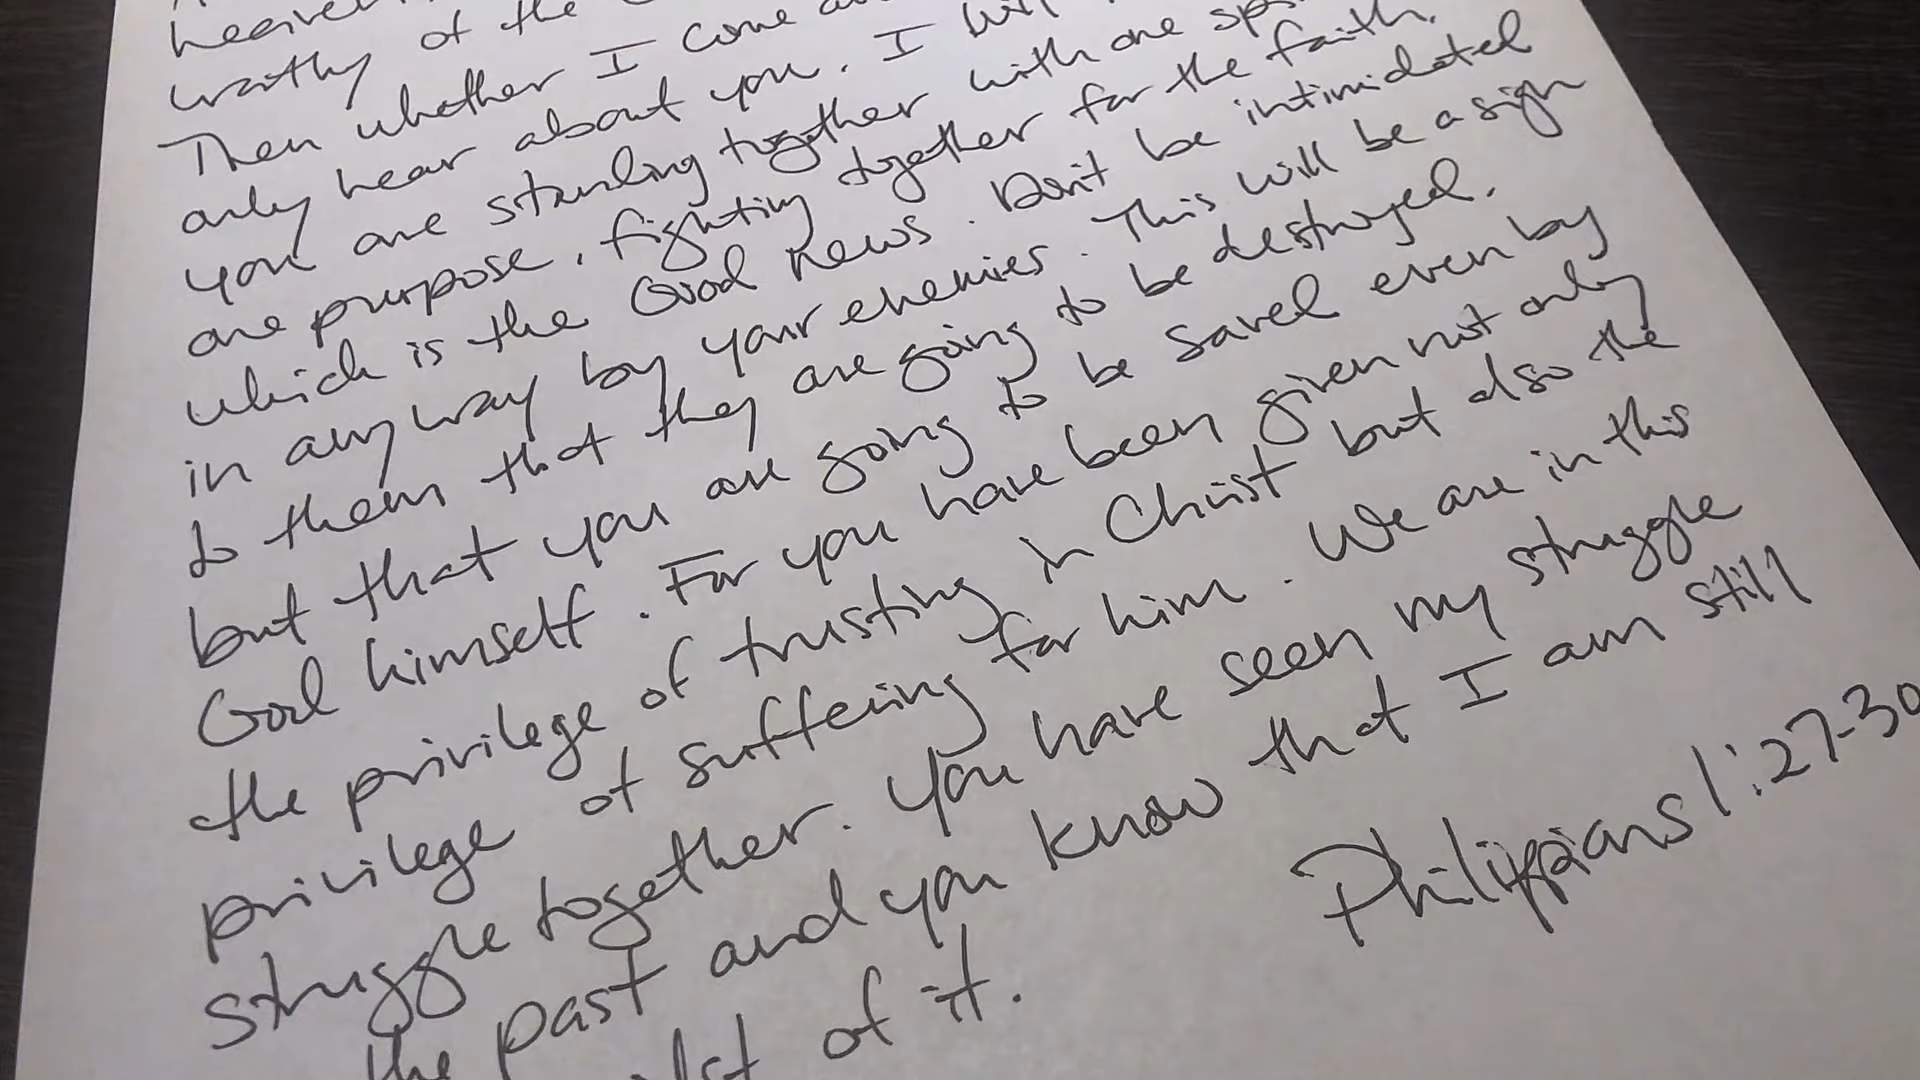 worthy of the
Then whether I come
only hear about you, I will
you are standing together with one
one purpose, fighting together for the faith,
which is the Good news. Don't be intimidated
in any way by your enemies. This will be a sign
to them that they are going to be destroyed,
but that you are going to be saved even by
God himself. For you have been given not only
the privilege of trusting in Christ but also the
privilege of suffering for him. We are in this
struggle together. You have seen my struggle
the past and you know that I am still
of it.
Philippians 1:27-30